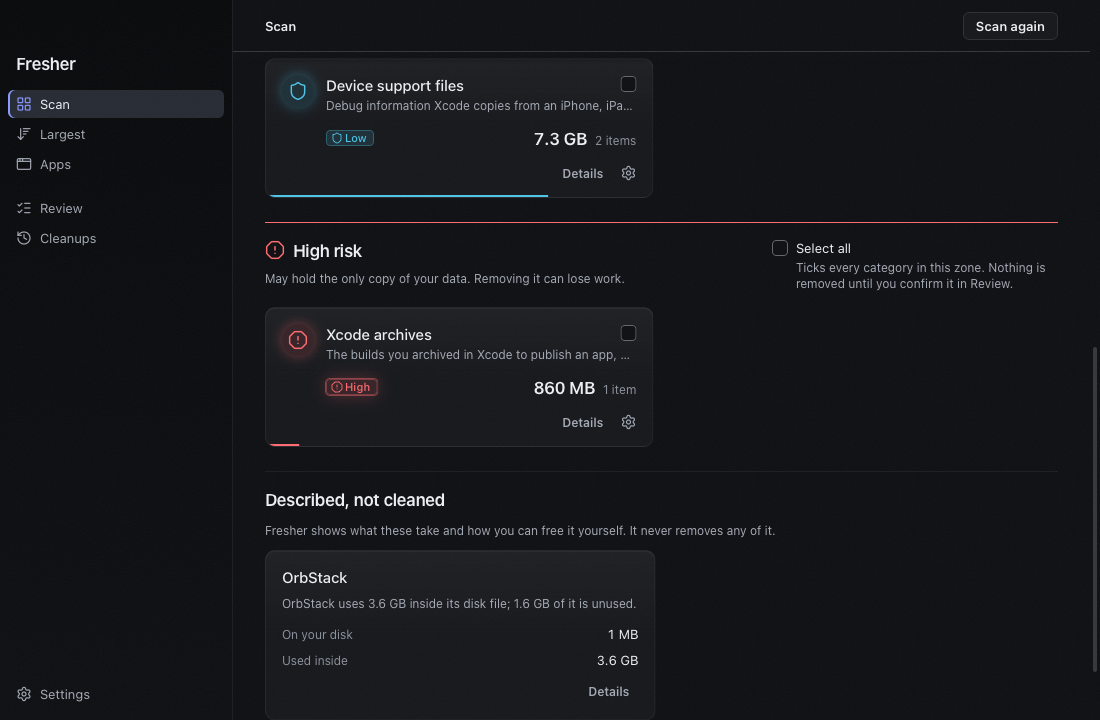 Scan
Scan again
Fresher
Scan
Largest
Apps
Review
Cleanups
Settings
Device support files
Debug information Xcode copies from an iPhone, iPa…
Low
7.3 GB 2 items
Details
High risk
May hold the only copy of your data. Removing it can lose work.
Select all
Ticks every category in this zone. Nothing is
removed until you confirm it in Review.
Xcode archives
The builds you archived in Xcode to publish an app, …
High
860 MB 1 item
Details
Described, not cleaned
Fresher shows what these take and how you can free it yourself. It never removes any of it.
OrbStack
OrbStack uses 3.6 GB inside its disk file; 1.6 GB of it is unused.
On your disk 1 MB
Used inside 3.6 GB
Details